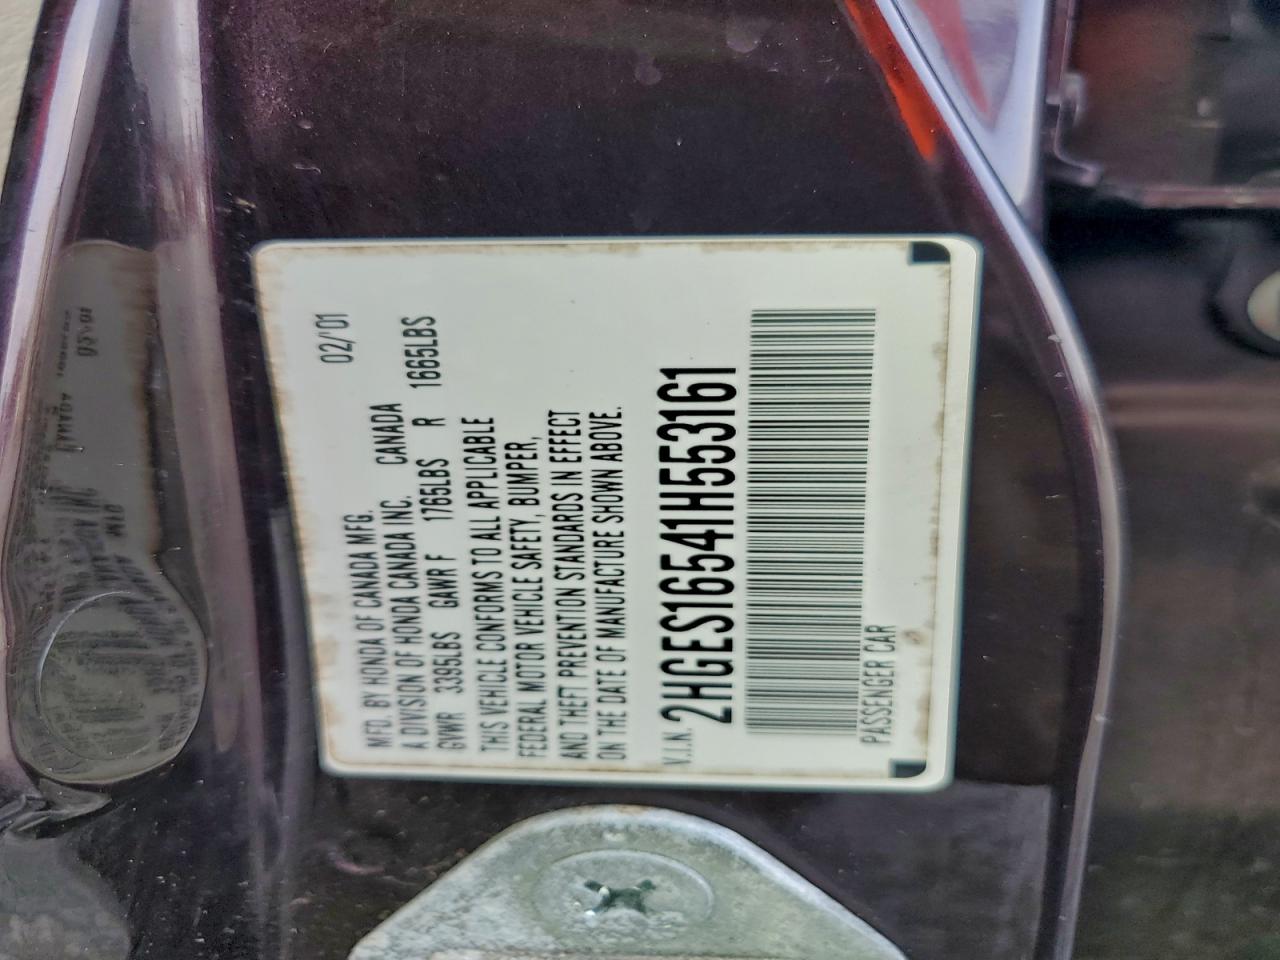 MFD. BY HONDA OF CANADA MFG. 02/01
A DIVISION OF HONDA CANADA INC. CANADA
GVWR 3395LBS GAWR F 1765LBS R 1665LBS
THIS VEHICLE CONFORMS TO ALL APPLICABLE
FEDERAL MOTOR VEHICLE SAFETY, BUMPER,
AND THEFT PREVENTION STANDARDS IN EFFECT
ON THE DATE OF MANUFACTURE SHOWN ABOVE.
V.I.N. 2HGES16541H553161
PASSENGER CAR